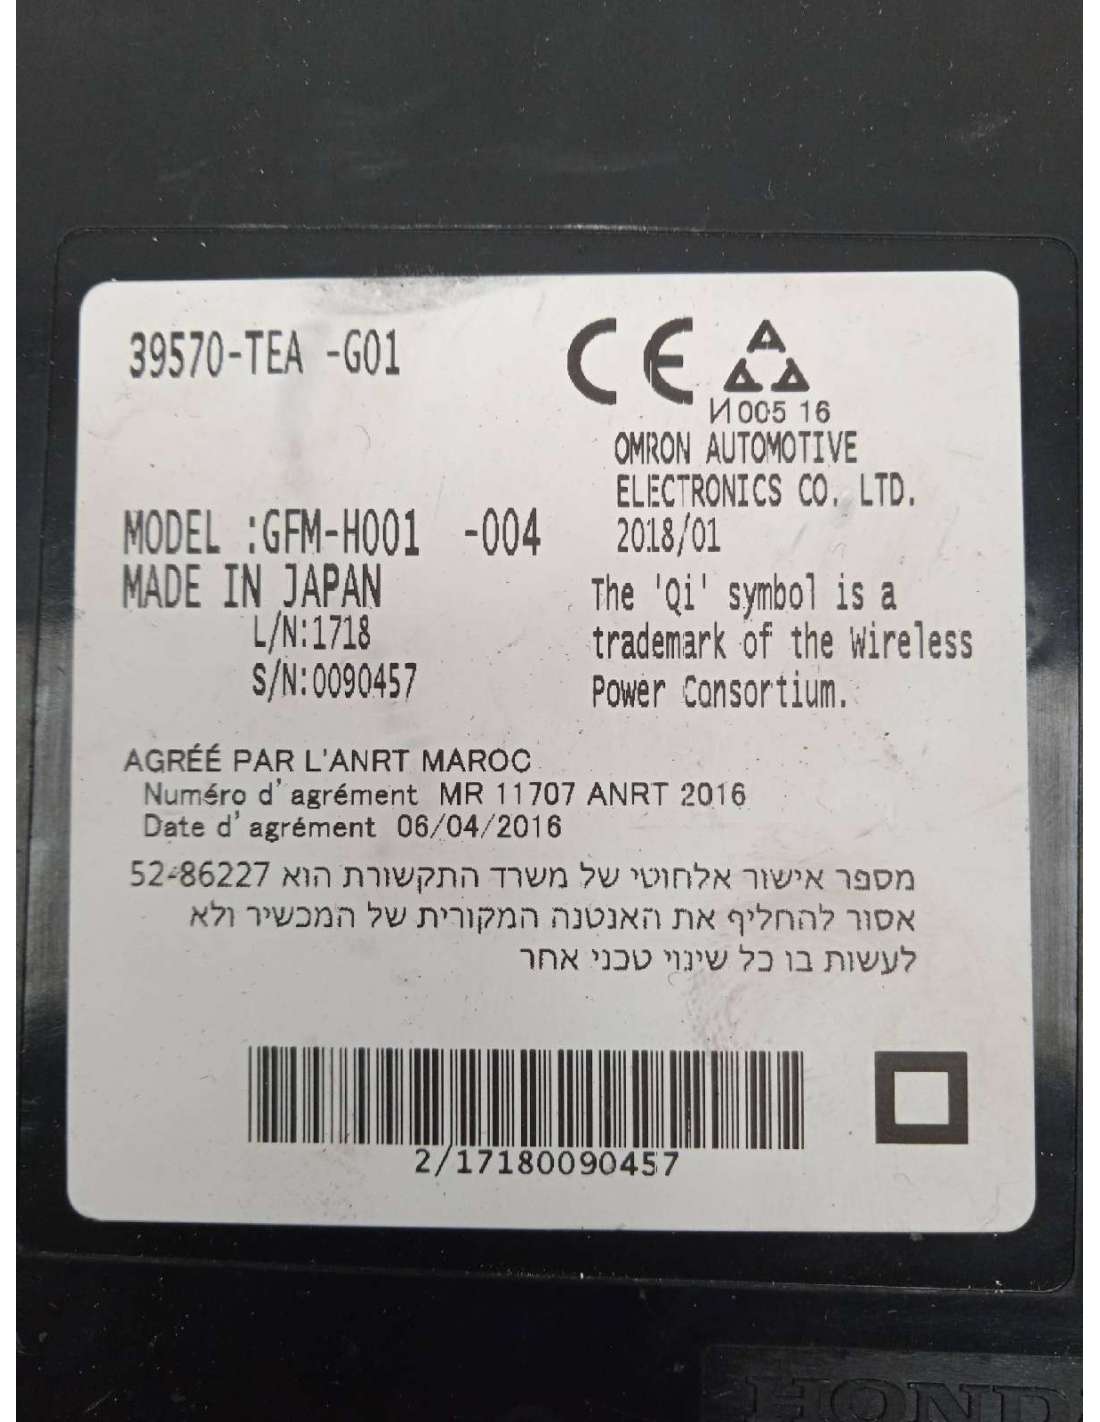 39570-TEA -G01
CE
И005 16
OMRON AUTOMOTIVE
ELECTRONICS CO. LTD.
2018/01
MODEL :GFM-H001 -004
MADE IN JAPAN
L/N:1718
S/N:0090457
The 'Qi' symbol is a
trademark of the Wireless
Power Consortium.
AGRÉÉ PAR L'ANRT MAROC
Numéro d'agrément MR 11707 ANRT 2016
Date d'agrément 06/04/2016
מספר אישור אלחוטי של משרד התקשורת הוא 52-86227
אסור להחליף את האנטנה המקורית של המכשיר ולא
לעשות בו כל שינוי טכני אחר
2/17180090457
HOND